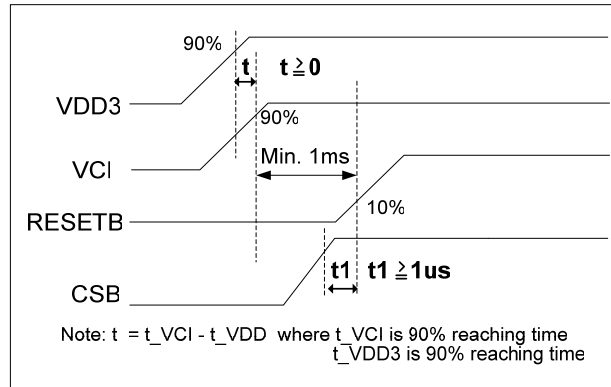 90%
t t ≧ 0
VDD3
90%
VCI
Min. 1ms
RESETB
10%
t1 t1 ≧ 1us
CSB
Note: t = t_VCI - t_VDD where t_VCI is 90% reaching time
t_VDD3 is 90% reaching time